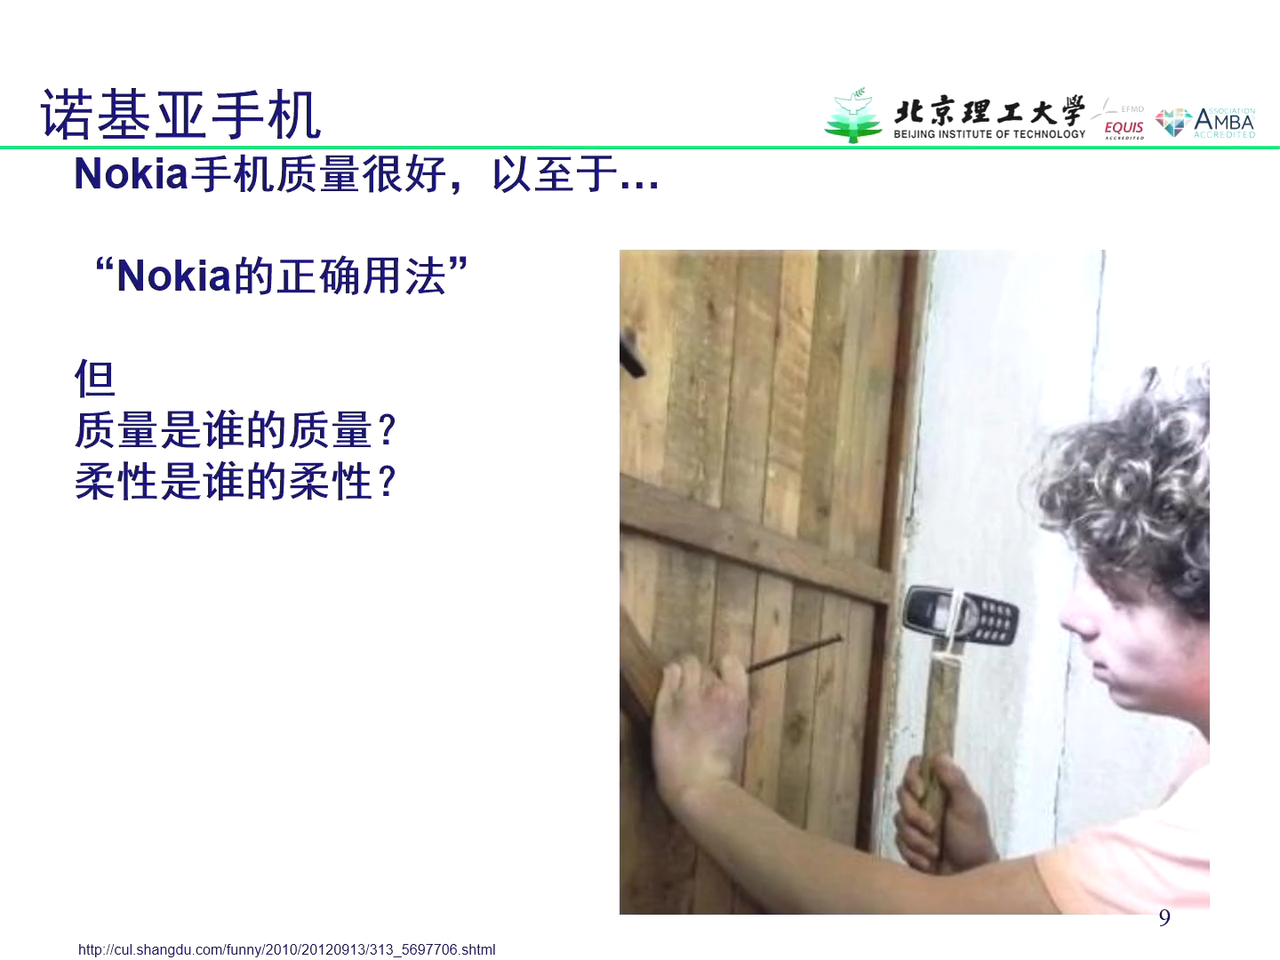 诺基亚手机
北京理工大学
BEIJING INSTITUTE OF TECHNOLOGY
EFMD
EQUIS
ACCREDITED
ASSOCIATION
AMBA
ACCREDITED
Nokia手机质量很好，以至于...
“Nokia的正确用法”
但
质量是谁的质量？
柔性是谁的柔性？
9
http://cul.shangdu.com/funny/2010/20120913/313_5697706.shtml